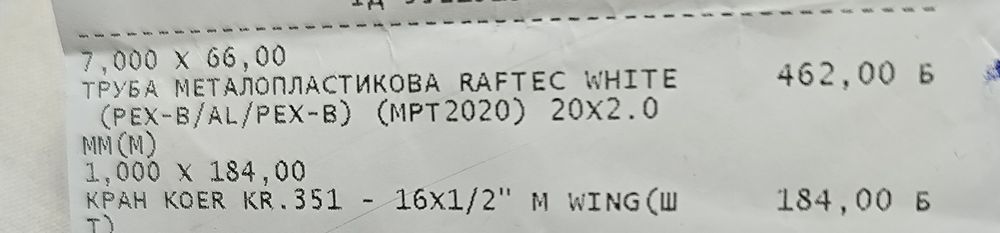 7,000 X 66,00
ТРУБА МЕТАЛОПЛАСТИКОВА RAFTEC WHITE 462,00 Б
(PEX-B/AL/PEX-B) (MPT2020) 20X2.0
ММ(М)
1,000 X 184,00
КРАН KOER KR.351 - 16X1/2" M WING(Ш 184,00 Б
Т)